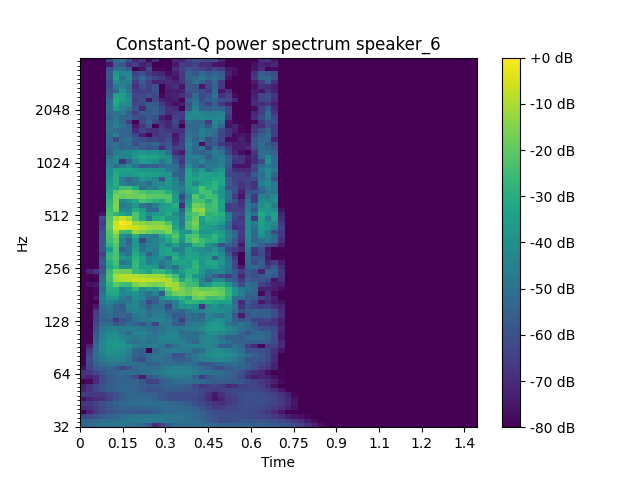 Constant-Q power spectrum speaker_6
+0 dB
-10 dB
-20 dB
-30 dB
-40 dB
-50 dB
-60 dB
-70 dB
-80 dB
Hz
2048
1024
512
256
128
64
32
0 0.15 0.3 0.45 0.6 0.75 0.9 1.1 1.2 1.4
Time